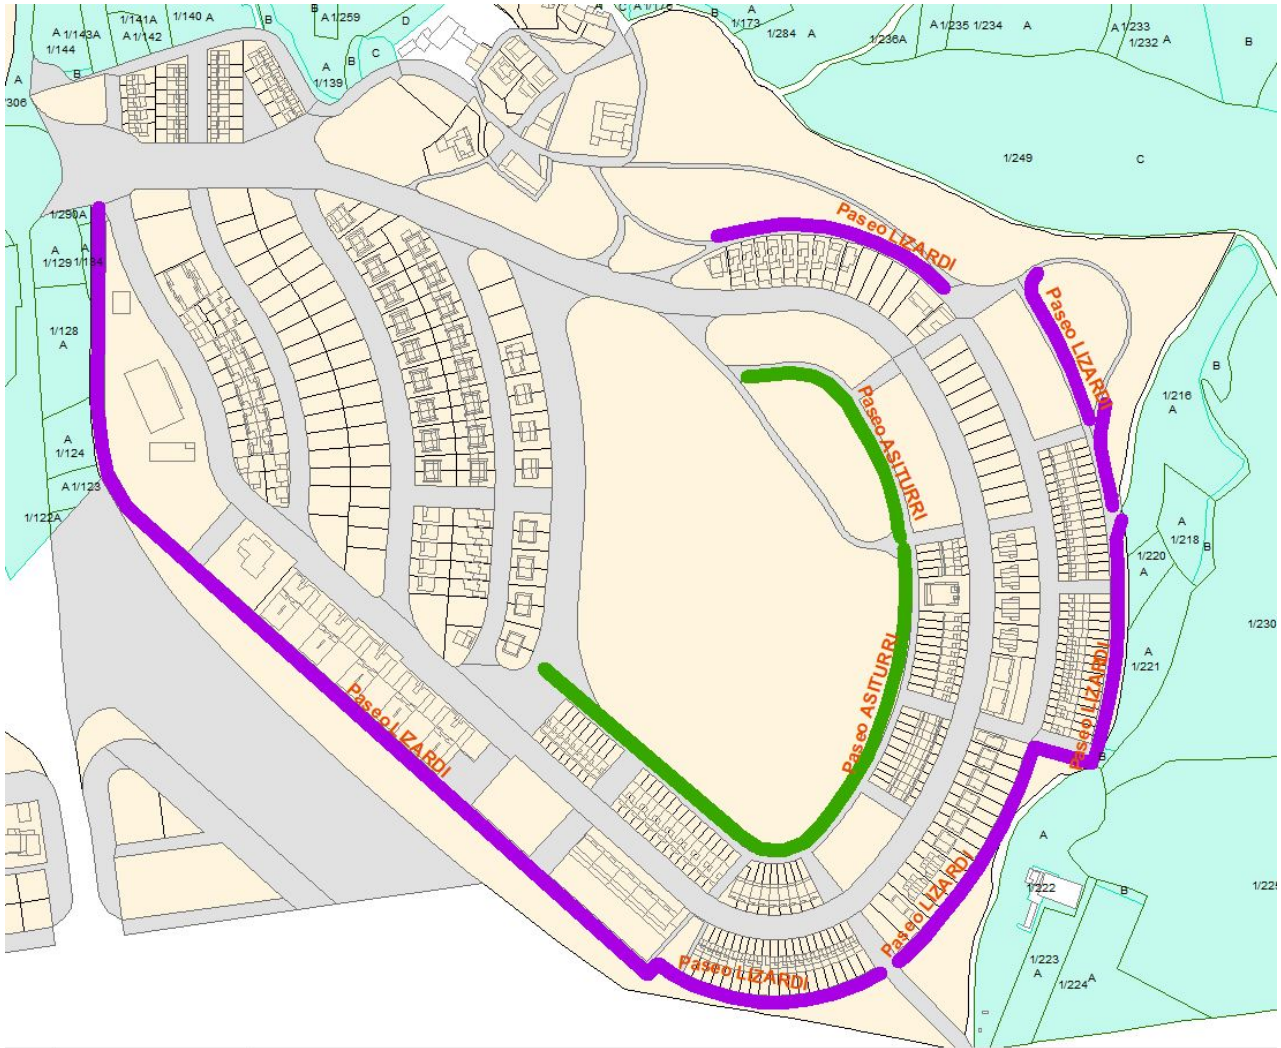 1/141A
A
1/140
A
B
B
A 1/259
D
A 1/143A
1/144
A 1/142
B
C
A
B
A
1/139
B
A
1/306
A
C
A 1/176
A
1/173
1/284
A
1/236A
A 1/235
1/234
A
A
1/233
1/232
A
B
1/249
C
1/290A
A
1/129
A
1/134
Paseo LIZARDI
Paseo LIZARDI
1/128
A
B
1/216
A
Paseo ASITURRI
A
1/124
A 1/123
1/122A
A
1/218
B
1/220
A
1/230
A
1/221
Paseo LIZARDI
Paseo ASITURRI
Paseo LIZARDI
B
A
1/222
B
Paseo LIZARDI
Paseo LIZARDI
1/223
A
1/224
A